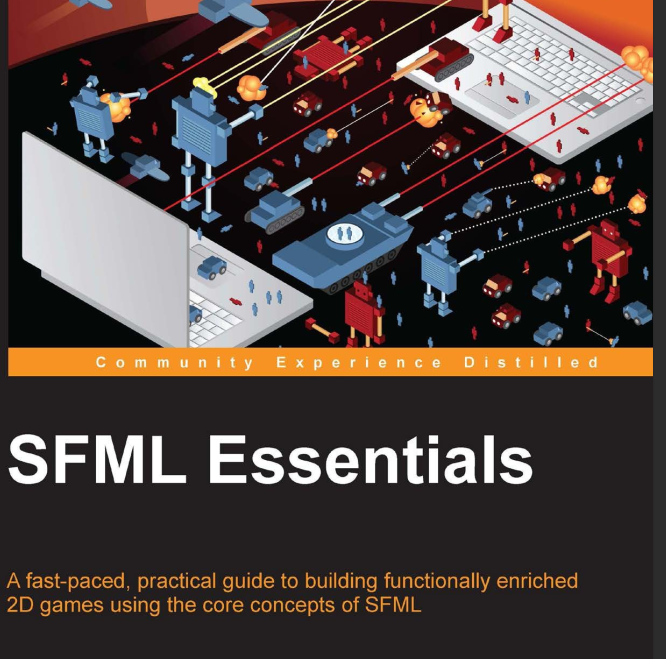 Community Experience Distilled
SFML Essentials
A fast-paced, practical guide to building functionally enriched
2D games using the core concepts of SFML